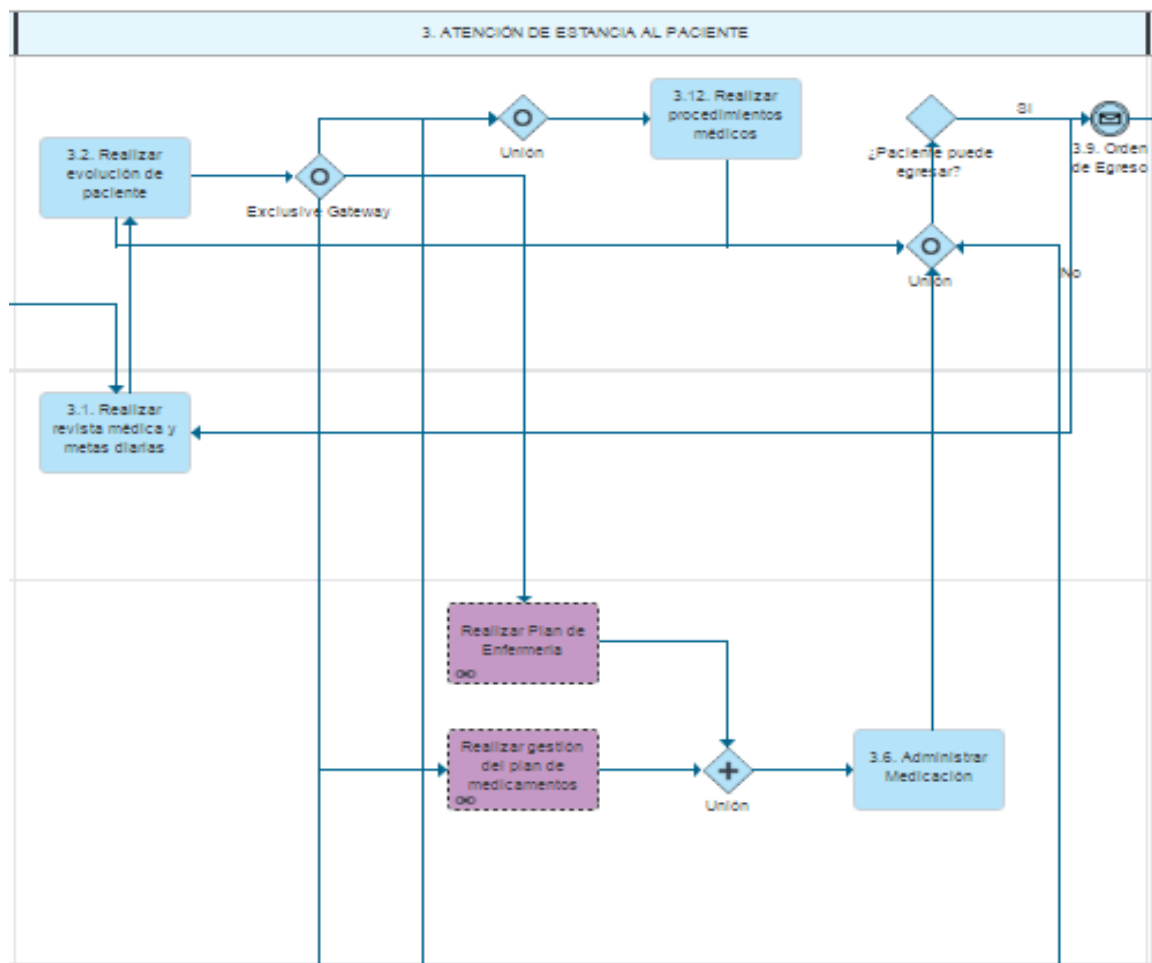 3. ATENCIÓN DE ESTANCIA AL PACIENTE
3.2. Realizar
evolución de
paciente
Exclusive Gateway
Unión
3.12. Realizar
procedimientos
médicos
¿Paciente puede
egresar?
Si
3.9. Orden
de Egreso
Unión
No
3.1. Realizar
revista médica y
metas diarias
Realizar Plan de
Enfermería
Realizar gestión
del plan de
medicamentos
Unión
3.6. Administrar
Medicación